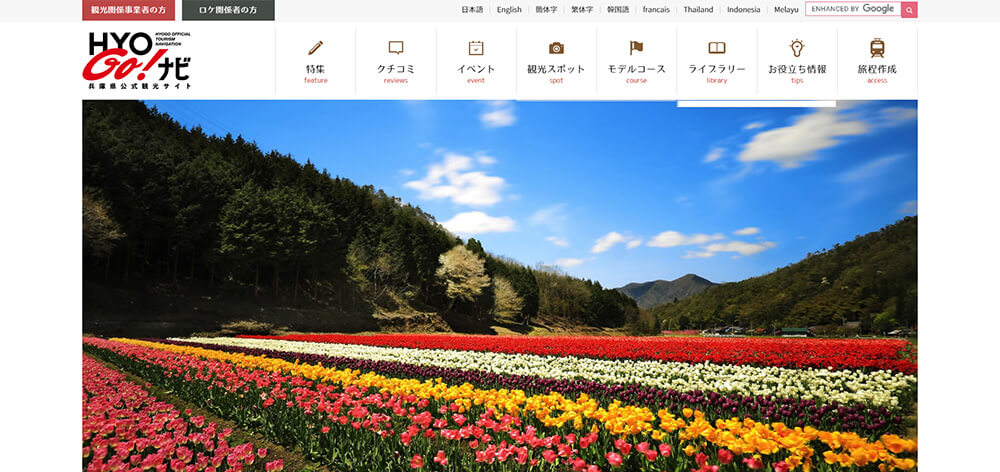 観光関係事業者の方
ロケ関係者の方
日本語 | English | 簡体字 | 繁体字 | 韓国語 | francais | Thailand | Indonesia | Melayu
ENHANCED BY Google
HYO
Go!ナビ
HYOGO OFFICIAL
TOURISM
NAVIGATION
兵庫県公式観光サイト
特集
feature
クチコミ
reviews
イベント
event
観光スポット
spot
モデルコース
course
ライブラリー
library
お役立ち情報
tips
旅程作成
access